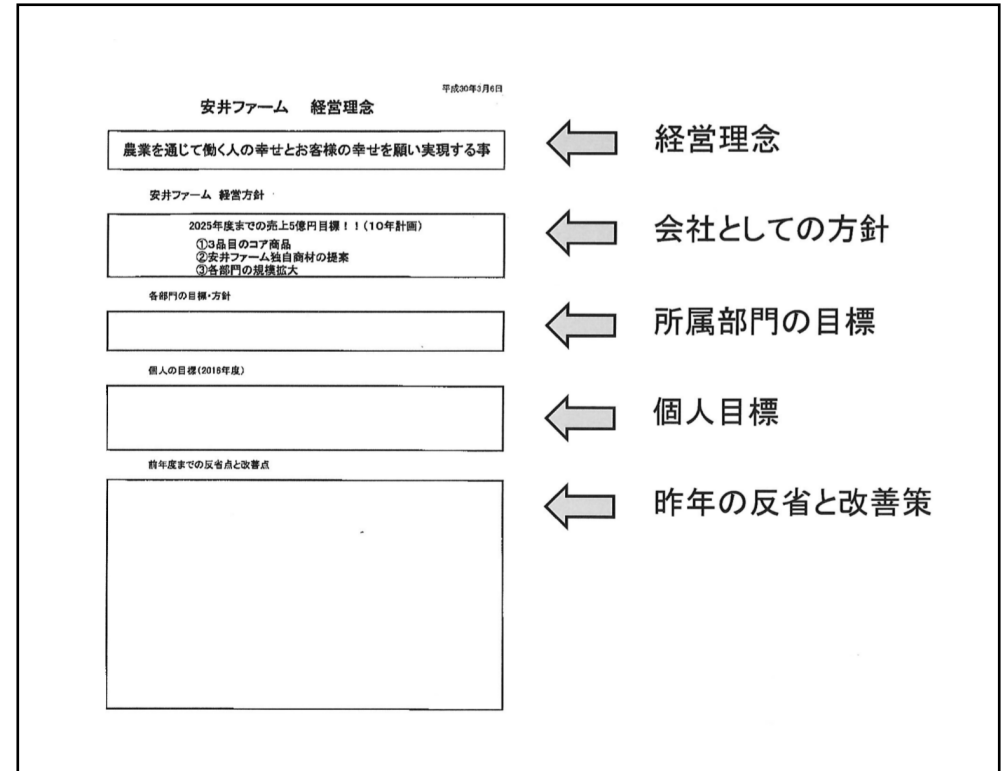 平成30年3月6日
安井ファーム 経営理念
農業を通じて働く人の幸せとお客様の幸せを願い実現する事
安井ファーム 経営方針
2025年度までの売上5億円目標！！(10年計画)
①3品目のコア商品
②安井ファーム独自商材の提案
③各部門の規模拡大
各部門の目標・方針
個人の目標(2016年度)
前年度までの反省点と改善点
経営理念
会社としての方針
所属部門の目標
個人目標
昨年の反省と改善策